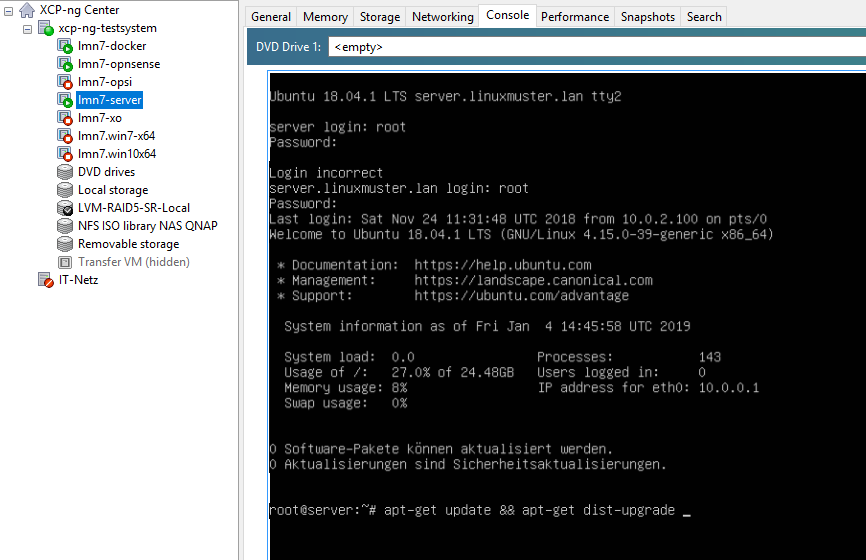 XCP-ng Center
xcp-ng-testsystem
lmn7-docker
lmn7-opnsense
lmn7-opsi
lmn7-server
lmn7-xo
lmn7.win7-x64
lmn7.win10x64
DVD drives
Local storage
LVM-RAID5-SR-Local
NFS ISO library NAS QNAP
Removable storage
Transfer VM (hidden)
IT-Netz
General Memory Storage Networking Console Performance Snapshots Search
DVD Drive 1: <empty>
Ubuntu 18.04.1 LTS server.linuxmuster.lan tty2
server login: root
Password:
Login incorrect
server.linuxmuster.lan login: root
Password:
Last login: Sat Nov 24 11:31:48 UTC 2018 from 10.0.2.100 on pts/0
Welcome to Ubuntu 18.04.1 LTS (GNU/Linux 4.15.0-39-generic x86_64)
* Documentation: https://help.ubuntu.com
* Management: https://landscape.canonical.com
* Support: https://ubuntu.com/advantage
System information as of Fri Jan 4 14:45:58 UTC 2019
System load: 0.0 Processes: 143
Usage of /: 27.0% of 24.48GB Users logged in: 0
Memory usage: 8% IP address for eth0: 10.0.0.1
Swap usage: 0%
0 Software-Pakete können aktualisiert werden.
0 Aktualisierungen sind Sicherheitsaktualisierungen.
root@server:~# apt-get update && apt-get dist-upgrade _